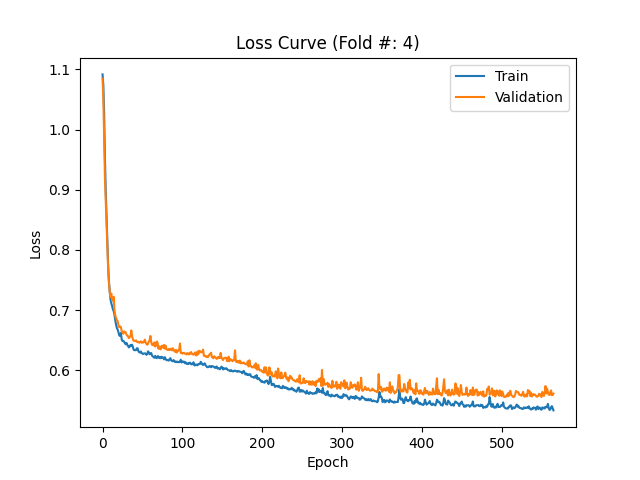 Loss Curve (Fold #: 4)
Train
Validation
1.1
1.0
0.9
0.8
0.7
0.6
Loss
0 100 200 300 400 500
Epoch